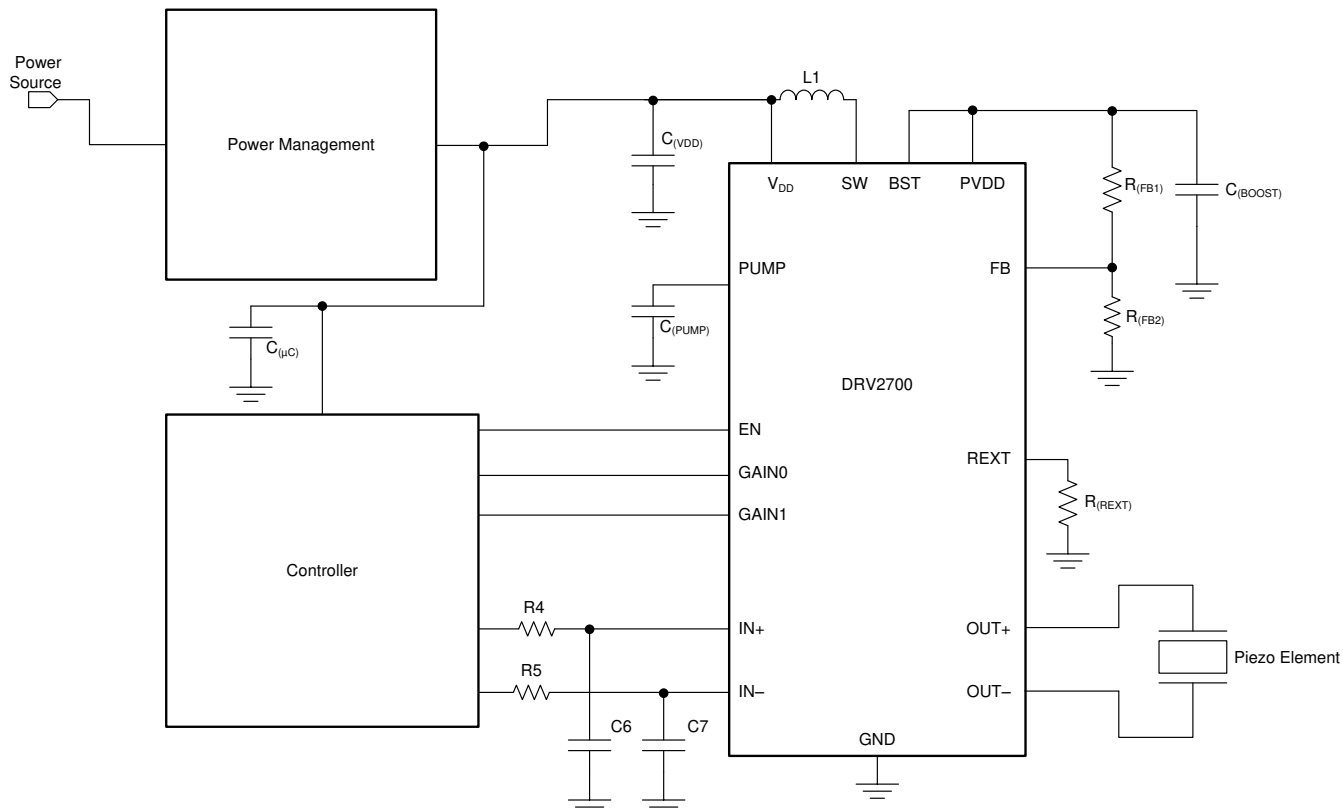 Power
Source
Power Management
L1
C(VDD)
VDD
SW
BST
PVDD
R(FB1)
C(BOOST)
PUMP
FB
C(PUMP)
R(FB2)
C(µC)
DRV2700
EN
REXT
GAIN0
R(REXT)
GAIN1
Controller
R4
IN+
OUT+
Piezo Element
R5
IN–
OUT–
C6
C7
GND